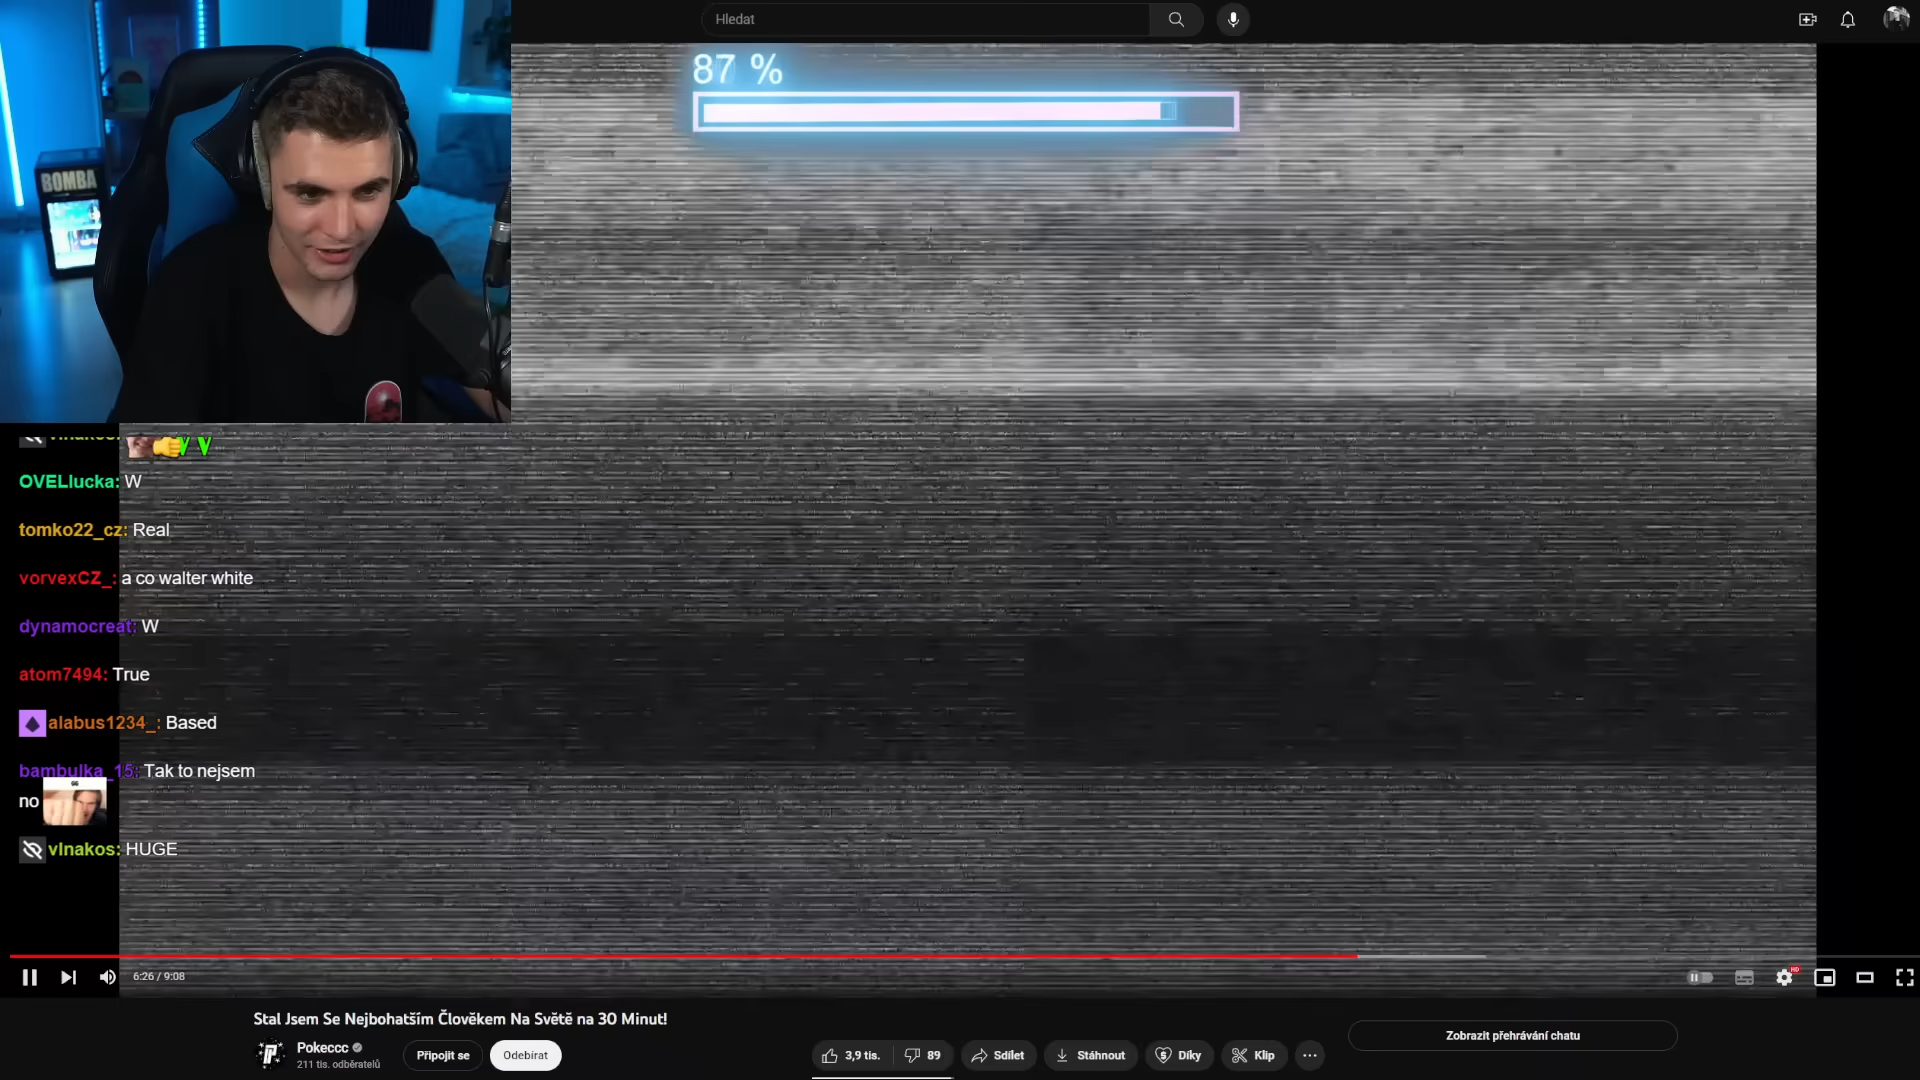 Hledat
87 %
BOMBA
vlnakos:
OVELlucka: W
tomko22_cz: Real
vorvexCZ_: a co walter white
dynamocreat: W
atom7494: True
alabus1234_: Based
bambulka_15: Tak to nejsem
no
vlnakos: HUGE
6:26 / 9:08
HD
Stal Jsem Se Nejbohatším Člověkem Na Světě na 30 Minut!
Pokeccc
211 tis. odběratelů
Připojit se
Odebírat
3,9 tis.
89
Sdílet
Stáhnout
Díky
Klip
Zobrazit přehrávání chatu